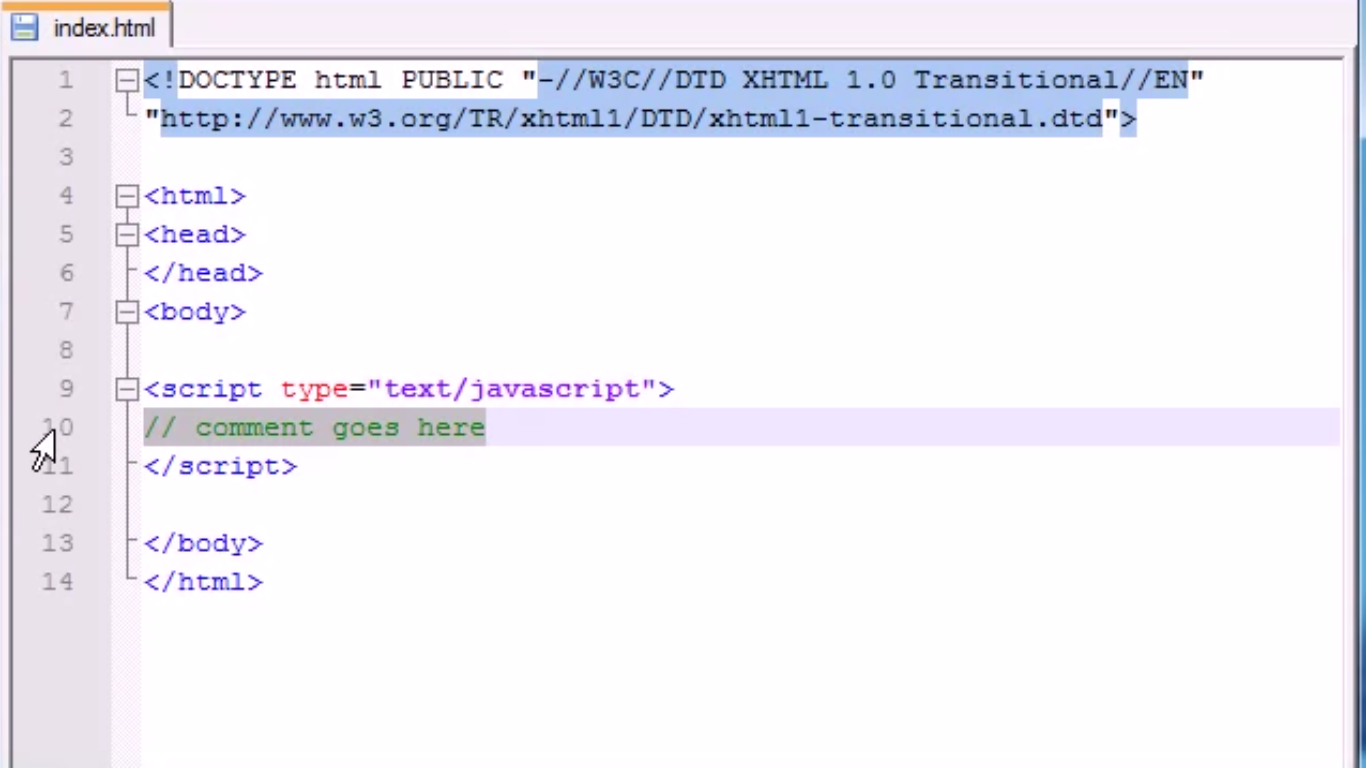 index.html
1 <!DOCTYPE html PUBLIC "-//W3C//DTD XHTML 1.0 Transitional//EN"
2 "http://www.w3.org/TR/xhtml1/DTD/xhtml1-transitional.dtd">
3
4 <html>
5 <head>
6 </head>
7 <body>
8
9 <script type="text/javascript">
10 // comment goes here
11 </script>
12
13 </body>
14 </html>